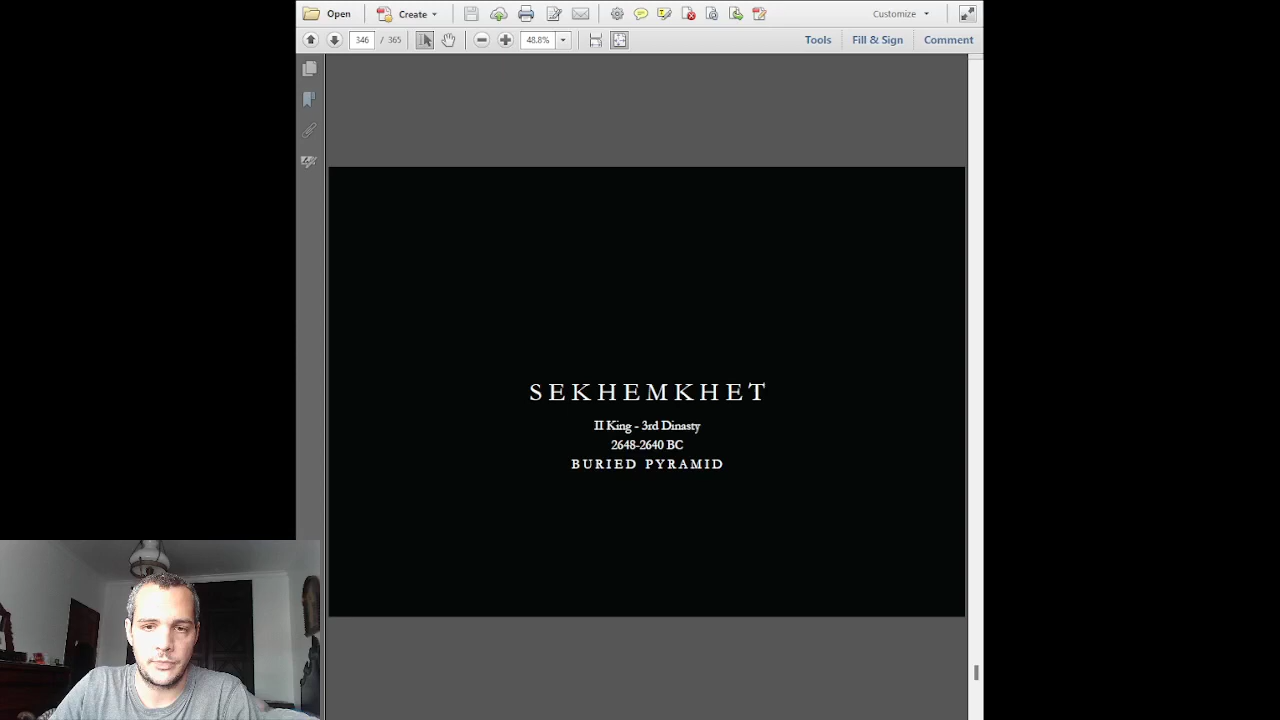 Open
Create
Customize
346 / 365
48.8%
Tools
Fill & Sign
Comment
SEKHEMKHET
II King - 3rd Dinasty
2648-2640 BC
BURIED PYRAMID